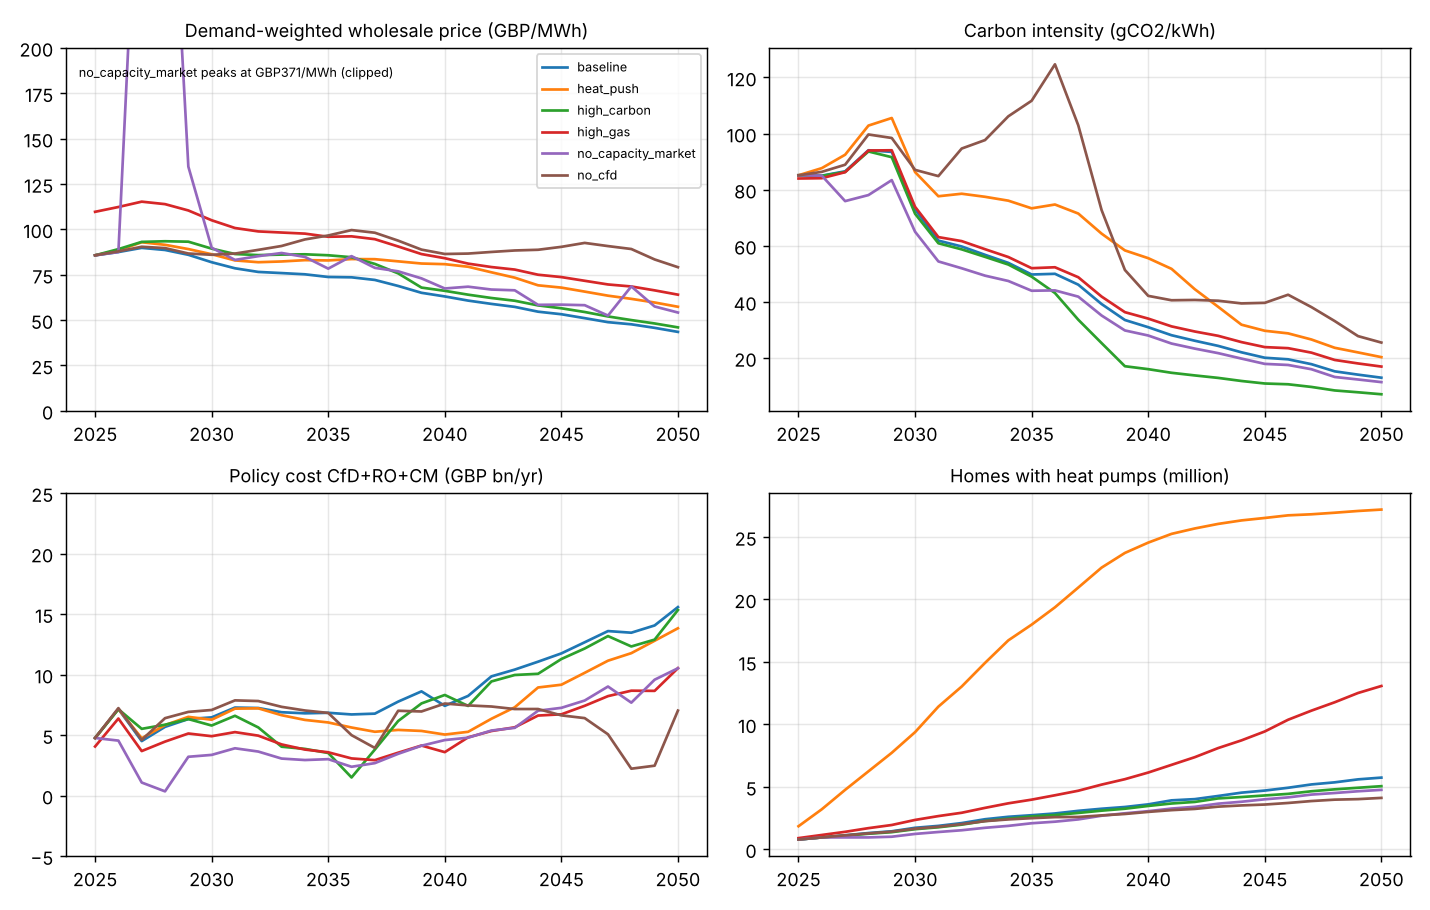 Demand-weighted wholesale price (GBP/MWh)
200
175
150
125
100
75
50
25
0
no_capacity_market peaks at GBP371/MWh (clipped)
baseline
heat_push
high_carbon
high_gas
no_capacity_market
no_cfd
2025 2030 2035 2040 2045 2050
Carbon intensity (gCO2/kWh)
120
100
80
60
40
20
2025 2030 2035 2040 2045 2050
Policy cost CfD+RO+CM (GBP bn/yr)
25
20
15
10
5
0
−5
2025 2030 2035 2040 2045 2050
Homes with heat pumps (million)
25
20
15
10
5
0
2025 2030 2035 2040 2045 2050